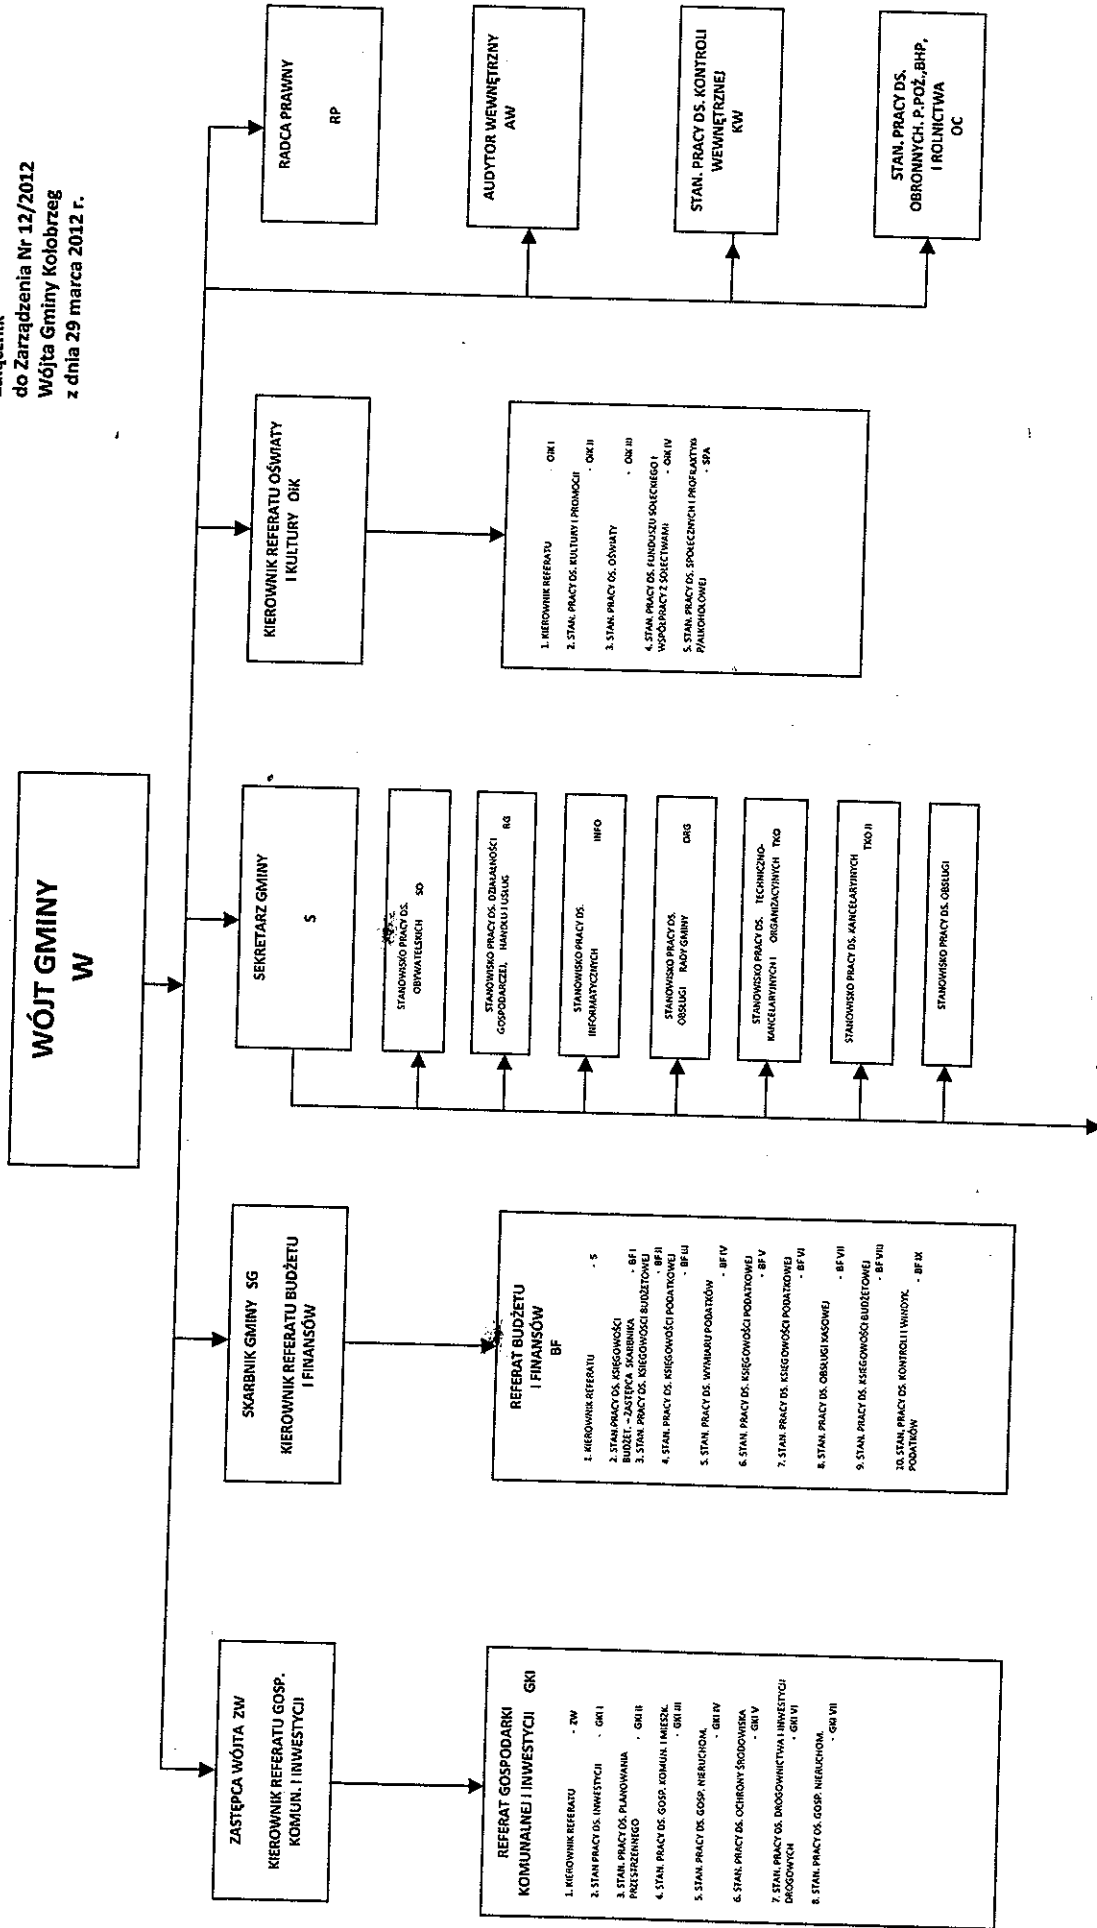 do Zarządzenia Nr 12/2012
Wójta Gminy Kołobrzeg
z dnia 29 marca 2012 r.
WÓJT GMINY
W
ZASTĘPCA WÓJTA ZW
KIEROWNIK REFERATU GOSP.
KOMUN. I INWESTYCJI
REFERAT GOSPODARKI
KOMUNALNEJ I INWESTYCJI GKI
1. KIEROWNIK REFERATU - ZW
2. STAN PRACY DS. INWESTYCJI - GKI I
3. STAN. PRACY DS. PLANOWANIA
PRZESTRZENNEGO - GKI II
4. STAN. PRACY DS. GOSP. KOMUN. I MIESZK.
- GKI III
5. STAN. PRACY DS. GOSP. NIERUCHOM.
- GKI IV
6. STAN. PRACY DS. OCHRONY ŚRODOWISKA
- GKI V
7. STAN. PRACY DS. DROGOWNICTWA I INWESTYCJI
DROGOWYCH - GKI VI
8. STAN. PRACY DS. GOSP. NIERUCHOM.
- GKI VII
SKARBNIK GMINY SG
KIEROWNIK REFERATU BUDŻETU
I FINANSÓW
REFERAT BUDŻETU
I FINANSÓW
BF
1. KIEROWNIK REFERATU - S
2. STAN.PRACY DS. KSIĘGOWOŚCI
BUDŻET. – ZASTĘPCA SKARBNIKA - BF I
3. STAN. PRACY DS. KSIĘGOWOŚCI BUDŻETOWEJ
- BF II
4. STAN. PRACY DS. KSIĘGOWOŚCI PODATKOWEJ
- BF III
5. STAN. PRACY DS. WYMIARU PODATKÓW
- BF IV
6. STAN. PRACY DS. KSIĘGOWOŚCI PODATKOWEJ
- BF V
7. STAN. PRACY DS. KSIĘGOWOŚCI PODATKOWEJ
- BF VI
8. STAN. PRACY DS. OBSŁUGI KASOWEJ
- BF VII
9. STAN. PRACY DS. KSIĘGOWOŚCI BUDŻETOWEJ
- BF VIII
10. STAN. PRACY DS. KONTROLI I WINDYK.
PODATKÓW - BF IX
SEKRETARZ GMINY
S
STANOWISKO PRACY DS.
OBYWATELSKICH SO
STANOWISKO PRACY DS. DZIAŁALNOŚCI
GOSPODARCZEJ, HANDLU I USŁUG RG
STANOWISKO PRACY DS.
INFORMATYCZNYCH INFO
STANOWISKO PRACY DS.
OBSŁUGI RADY GMINY ORG
STANOWISKO PRACY DS. TECHNICZNO-
KANCELARYJNYCH I ORGANIZACYJNYCH TKO
STANOWISKO PRACY DS. KANCELARYJNYCH
TKO II
STANOWISKO PRACY DS. OBSŁUGI
KIEROWNIK REFERATU OŚWIATY
I KULTURY OiK
1. KIEROWNIK REFERATU - OiK I
2. STAN. PRACY DS. KULTURY I PROMOCJI
- OiK II
3. STAN. PRACY DS. OŚWIATY - OiK III
4. STAN. PRACY DS. FUNDUSZU SOŁECKIEGO I
WSPÓŁPRACY Z SOŁECTWAMI - OiK IV
5. STAN. PRACY DS. SPOŁECZNYCH I PROFILAKTYKI
P/ALKOHOLOWEJ - SPA
RADCA PRAWNY
RP
AUDYTOR WEWNĘTRZNY
AW
STAN. PRACY DS. KONTROLI
WEWNĘTRZNEJ
KW
STAN. PRACY DS.
OBRONNYCH. P.POŻ.,BHP,
I ROLNICTWA
OC